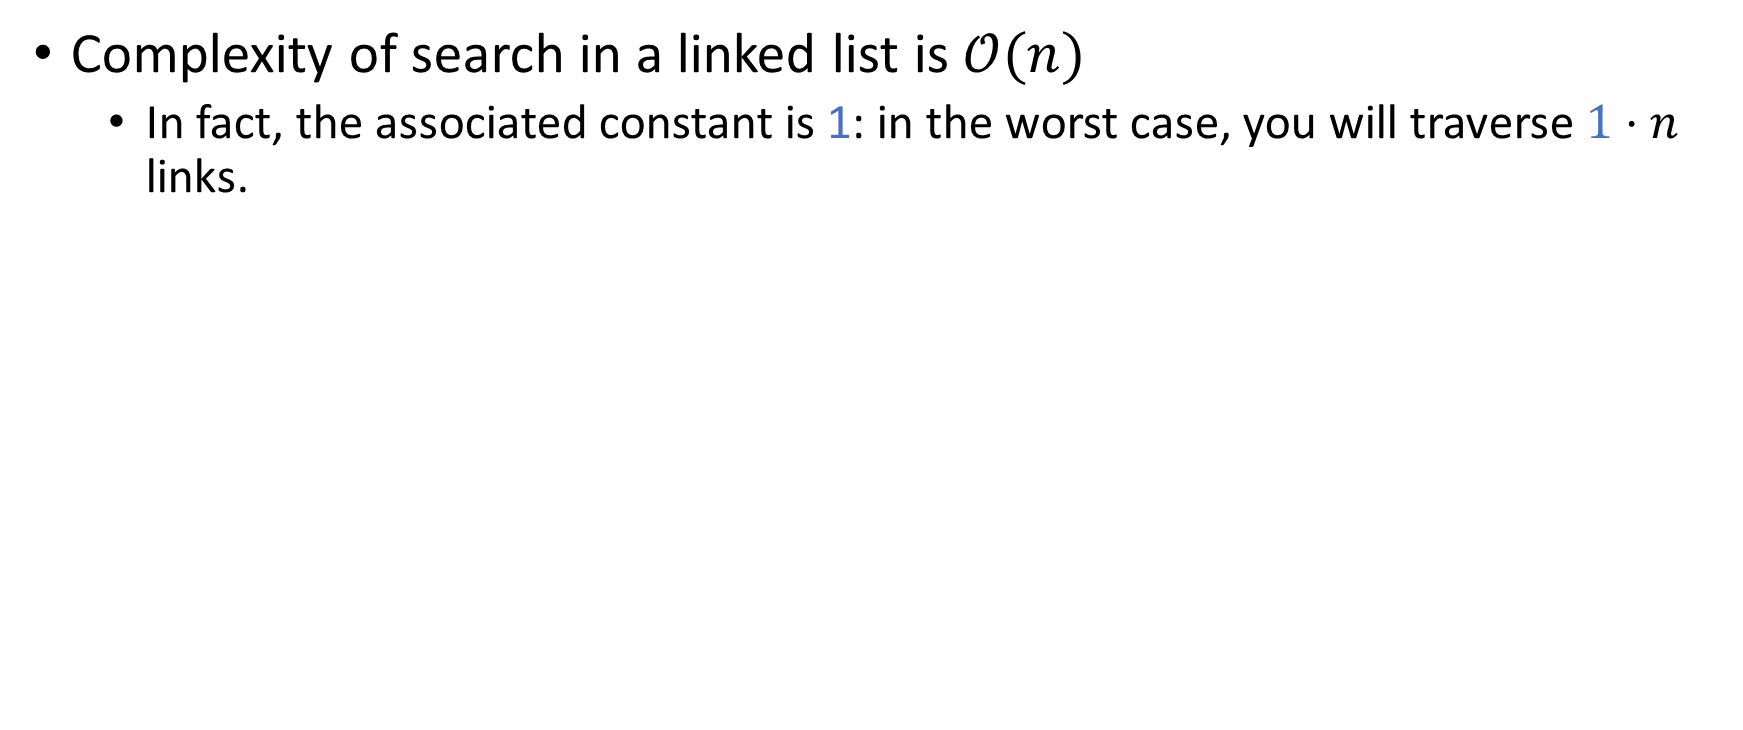 • Complexity of search in a linked list is 𝒪(𝑛)
• In fact, the associated constant is 1: in the worst case, you will traverse 1 · 𝑛
links.